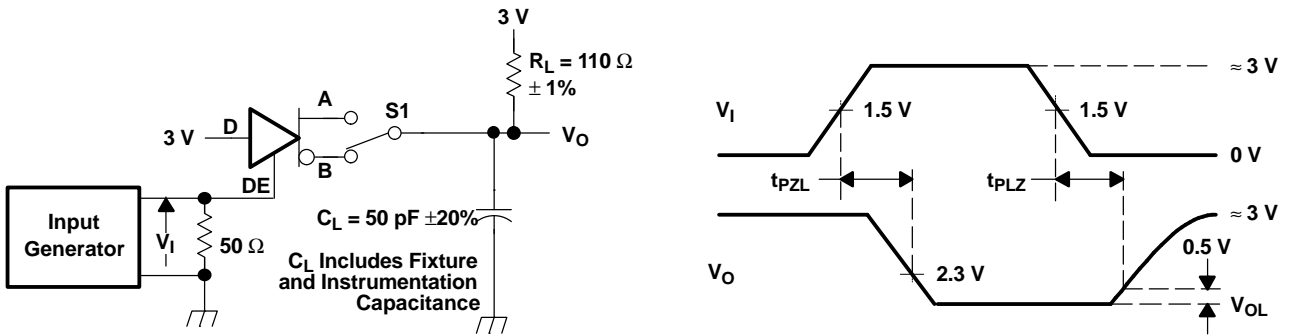 3 V
R_L = 110 Ω
± 1%
A
S1
3 V
D
V_O
B
DE
Input
Generator
V_I
50 Ω
C_L = 50 pF ±20%
C_L Includes Fixture
and Instrumentation
Capacitance
≈ 3 V
V_I
1.5 V
1.5 V
0 V
t_PZL
t_PLZ
≈ 3 V
0.5 V
V_O
2.3 V
V_OL